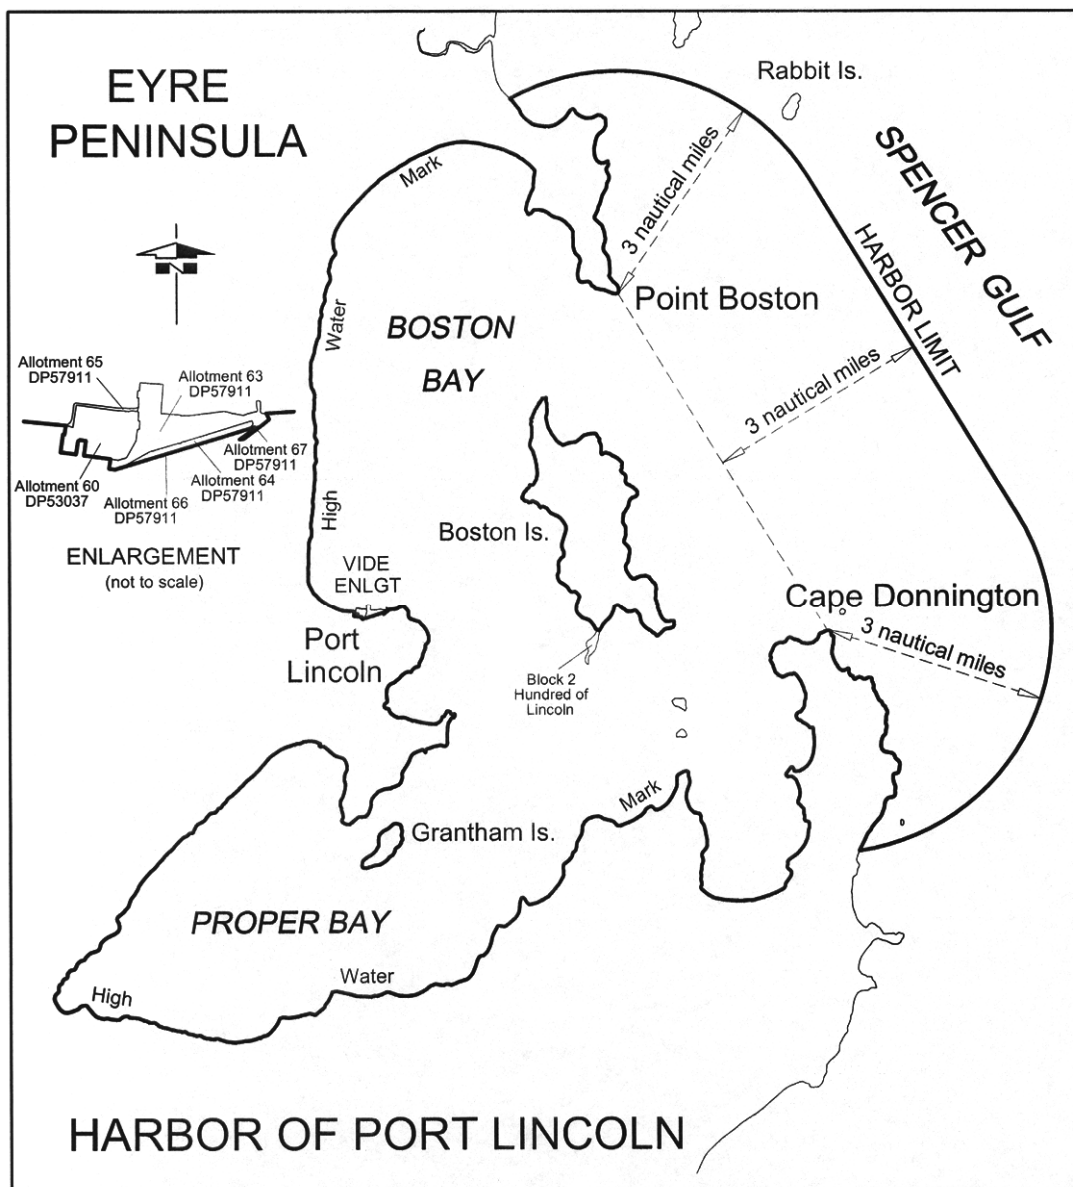 EYRE
PENINSULA
Rabbit Is.
SPENCER GULF
Mark
3 nautical miles
HARBOR LIMIT
N
Point Boston
BOSTON
BAY
Water
3 nautical miles
Allotment 65
DP57911
Allotment 63
DP57911
Allotment 67
DP57911
Allotment 60
DP53037
Allotment 64
DP57911
Allotment 66
DP57911
High
Boston Is.
ENLARGEMENT
(not to scale)
VIDE
ENLGT
Cape Donnington
3 nautical miles
Port
Lincoln
Block 2
Hundred of
Lincoln
Mark
Grantham Is.
PROPER BAY
Water
High
HARBOR OF PORT LINCOLN